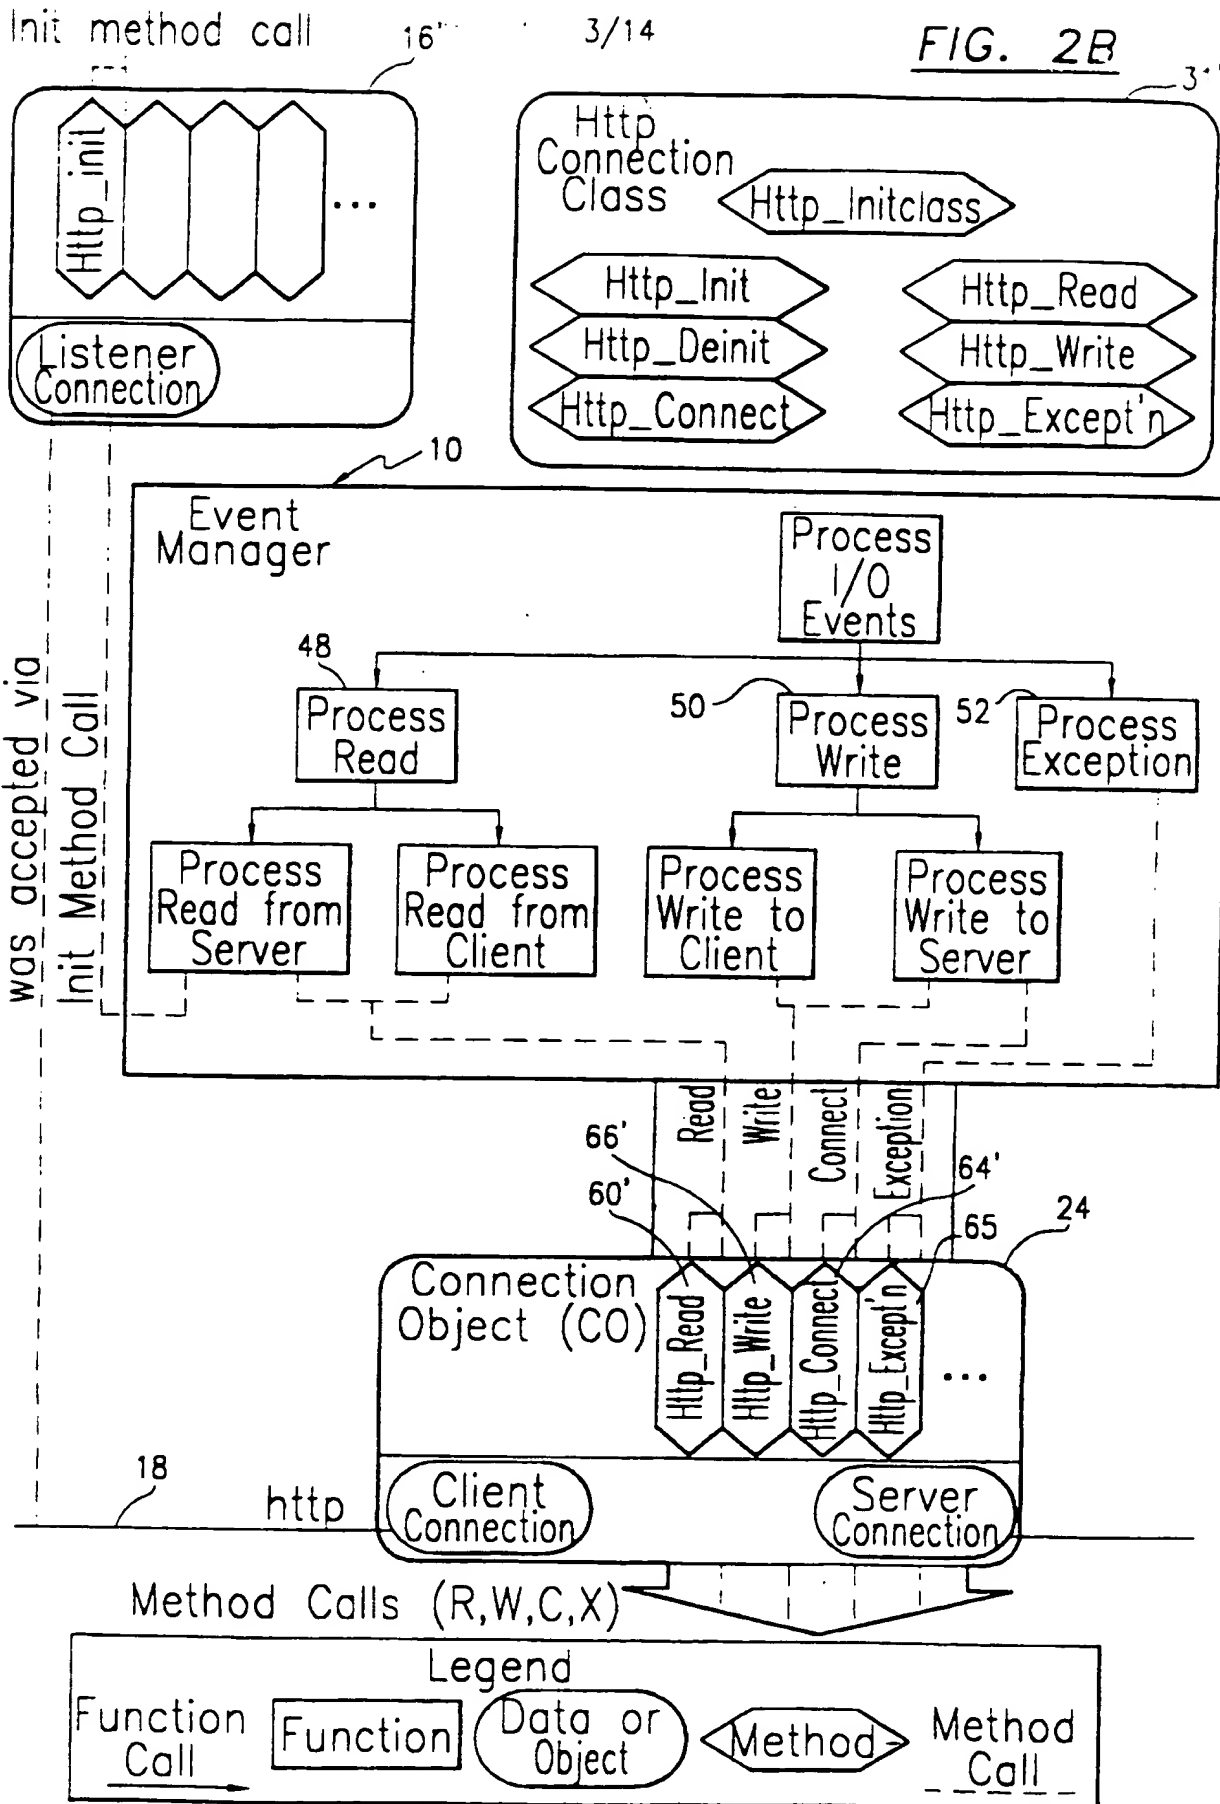 Init method call
16'
3/14
FIG. 2B
Http_inil
...
Listener
Connection
Http
Connection
Class
Http_Initclass
Http_Init
Http_Deinit
Http_Connect
Http_Read
Http_Write
Http_Except'n
10
Event
Manager
Process
I/O
Events
48
Process
Read
50
Process
Write
52
Process
Exception
Process
Read from
Server
Process
Read from
Client
Process
Write to
Client
Process
Write to
Server
was accepted via
Init Method Call
Read
Write
Connect
Exception
66'
60'
64'
65
24
Connection
Object (CO)
Http_Read
Http_Write
Http_Connect
Http_Except'n
...
18
http
Client
Connection
Server
Connection
Method Calls (R,W,C,X)
Legend
Function
Call
Function
Data or
Object
Method
Method
Call